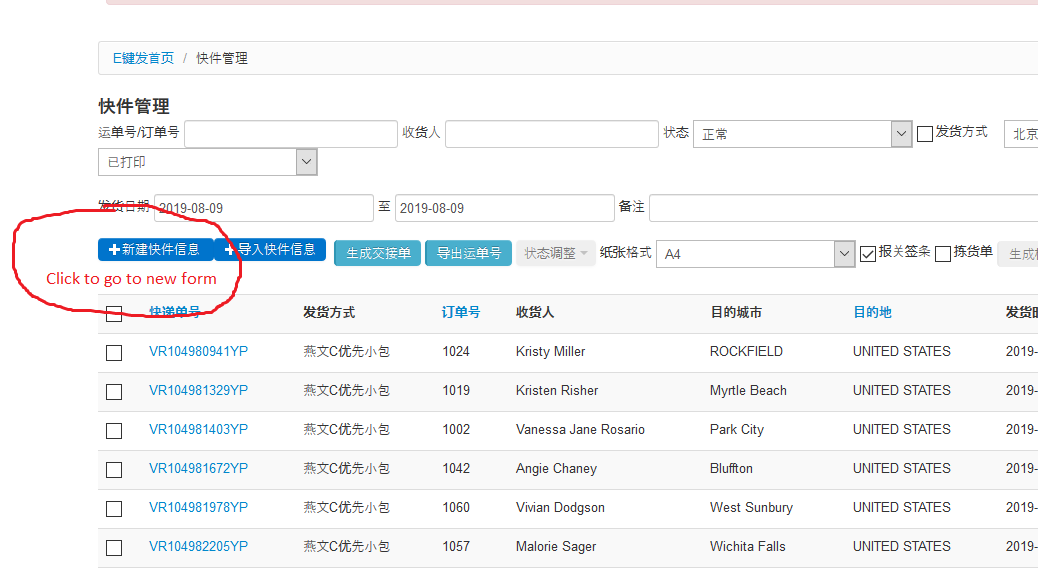 E键发首页 / 快件管理
快件管理
运单号/订单号 收货人 状态 正常 发货方式 北京
已打印
发货日期 2019-08-09 至 2019-08-09 备注
新建快件信息 导入快件信息 生成交接单 导出运单号 状态调整 纸张格式 A4 报关签条 拣货单 生成
Click to go to new form
快递单号 发货方式 订单号 收货人 目的城市 目的地 发货
VR104980941YP 燕文C优先小包 1024 Kristy Miller ROCKFIELD UNITED STATES 2019-
VR104981329YP 燕文C优先小包 1019 Kristen Risher Myrtle Beach UNITED STATES 2019-
VR104981403YP 燕文C优先小包 1002 Vanessa Jane Rosario Park City UNITED STATES 2019-
VR104981672YP 燕文C优先小包 1042 Angie Chaney Bluffton UNITED STATES 2019-
VR104981978YP 燕文C优先小包 1060 Vivian Dodgson West Sunbury UNITED STATES 2019-
VR104982205YP 燕文C优先小包 1057 Malorie Sager Wichita Falls UNITED STATES 2019-